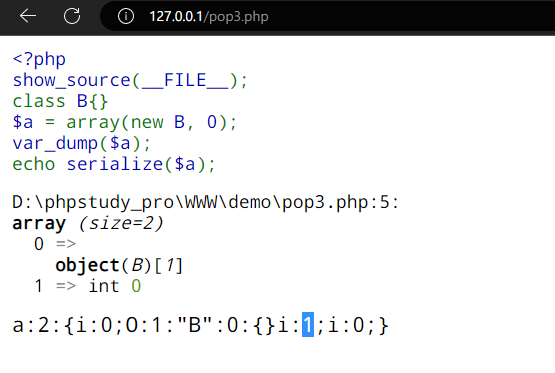 127.0.0.1/pop3.php
<?php
show_source(__FILE__);
class B{}
$a = array(new B, 0);
var_dump($a);
echo serialize($a);
D:\phpstudy_pro\WWW\demo\pop3.php:5:
array (size=2)
  0 =>
    object(B)[1]
  1 => int 0
a:2:{i:0;O:1:"B":0:{}i:1;i:0;}